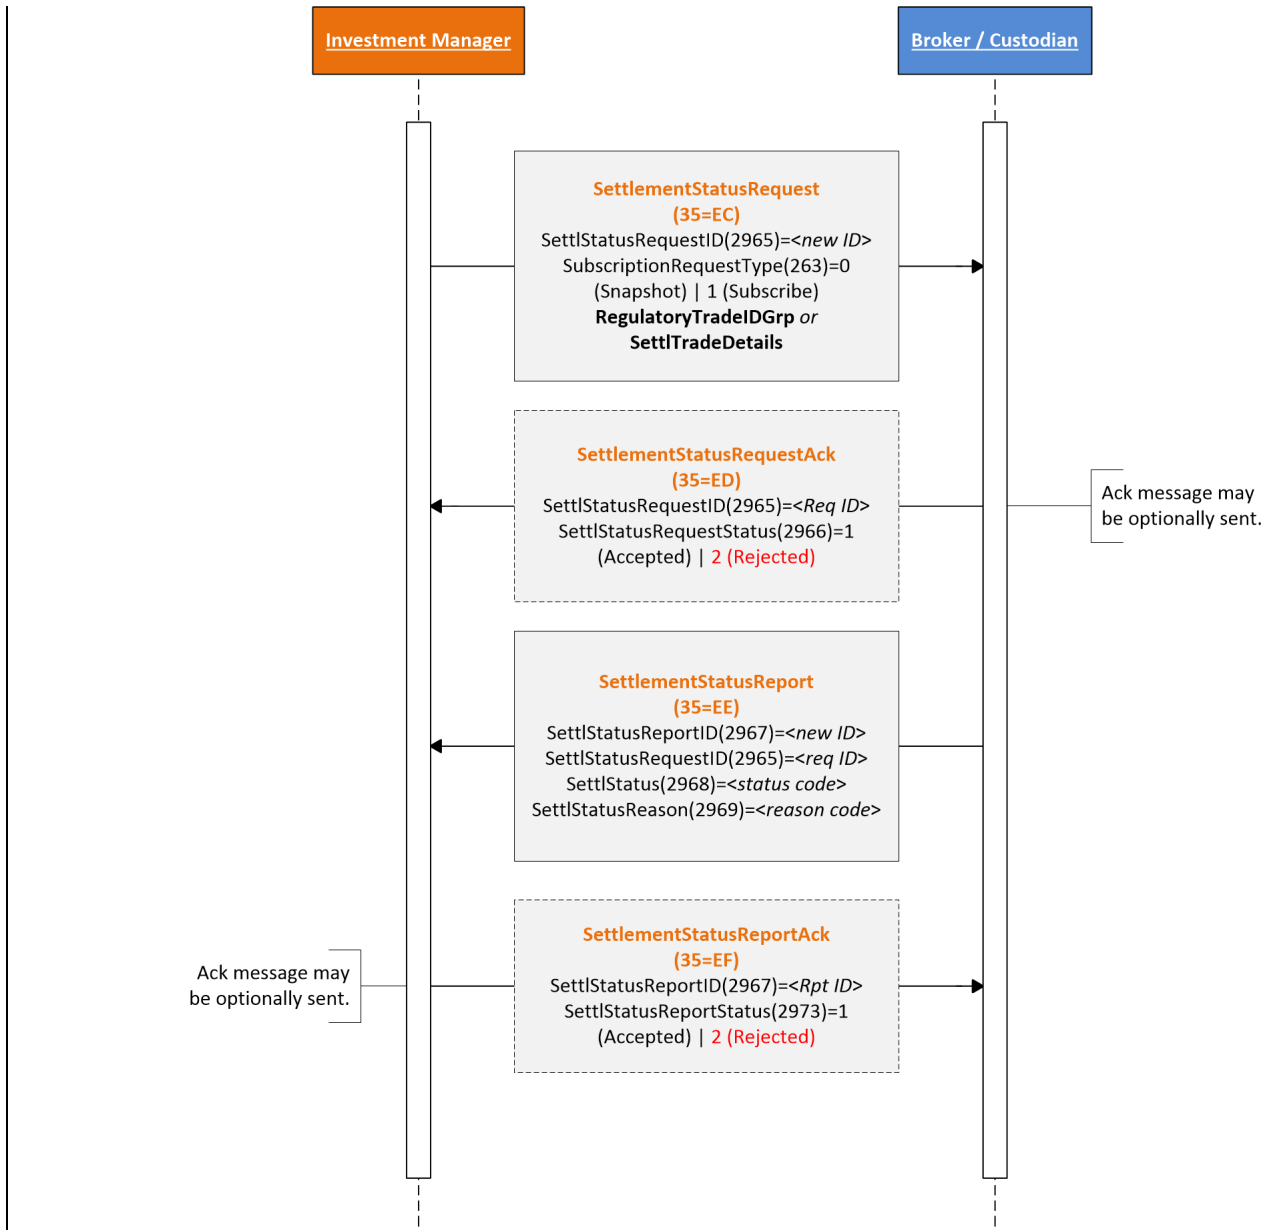 Investment Manager
Broker / Custodian
SettlementStatusRequest
(35=EC)
SettlStatusRequestID(2965)=<new ID>
SubscriptionRequestType(263)=0
(Snapshot) | 1 (Subscribe)
RegulatoryTradeIDGrp or
SettlTradeDetails
SettlementStatusRequestAck
(35=ED)
SettlStatusRequestID(2965)=<Req ID>
SettlStatusRequestStatus(2966)=1
(Accepted) | 2 (Rejected)
Ack message may
be optionally sent.
SettlementStatusReport
(35=EE)
SettlStatusReportID(2967)=<new ID>
SettlStatusRequestID(2965)=<req ID>
SettlStatus(2968)=<status code>
SettlStatusReason(2969)=<reason code>
SettlementStatusReportAck
(35=EF)
SettlStatusReportID(2967)=<Rpt ID>
SettlStatusReportStatus(2973)=1
(Accepted) | 2 (Rejected)
Ack message may
be optionally sent.